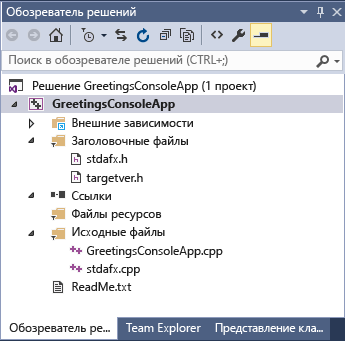 Обозреватель решений
Поиск в обозревателе решений (CTRL+;)
Решение GreetingsConsoleApp (1 проект)
GreetingsConsoleApp
Внешние зависимости
Заголовочные файлы
stdafx.h
targetver.h
Ссылки
Файлы ресурсов
Исходные файлы
GreetingsConsoleApp.cpp
stdafx.cpp
ReadMe.txt
Обозреватель ре... Team Explorer Представление кла...